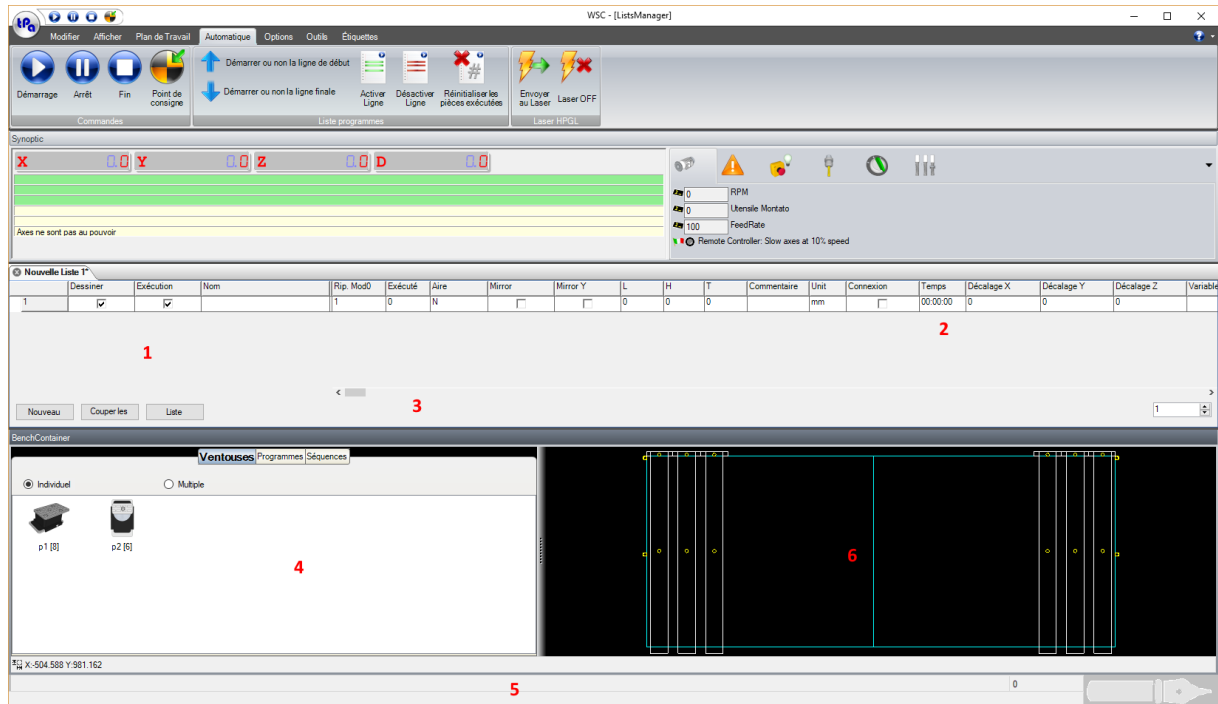 WSC - [ListsManager]
tPa
Modifier Afficher Plan de Travail Automatique Options Outils Étiquettes
Démarrage Arrêt Fin Point de consigne
Démarrer ou non la ligne de début
Démarrer ou non la ligne finale
Activer Ligne Désactiver Ligne Réinitialiser les pièces exécutées
Envoyer au Laser Laser OFF
Commandes Liste programmes Laser HPGL
Synoptic
X 0.0 Y 0.0 Z 0.0 D 0.0
Axes ne sont pas au pouvoir
0 RPM
0 Utensile Montato
100 FeedRate
Remote Controller: Slow axes at 10% speed
Nouvelle Liste 1*
Dessiner Exécution Nom Rip. Mod0 Exécuté Aire Mirror Mirror Y L H T Commentaire Unit Connexion Temps Décalage X Décalage Y Décalage Z Variable
1 1 0 N 0 0 0 mm 00:00:00 0 0 0
1
2
3
Nouveau Couper les Liste
1
BenchContainer
Ventouses Programmes Séquences
Individuel Multiple
p1 [8] p2 [6]
4
6
X:-504.588 Y:981.162
5
0